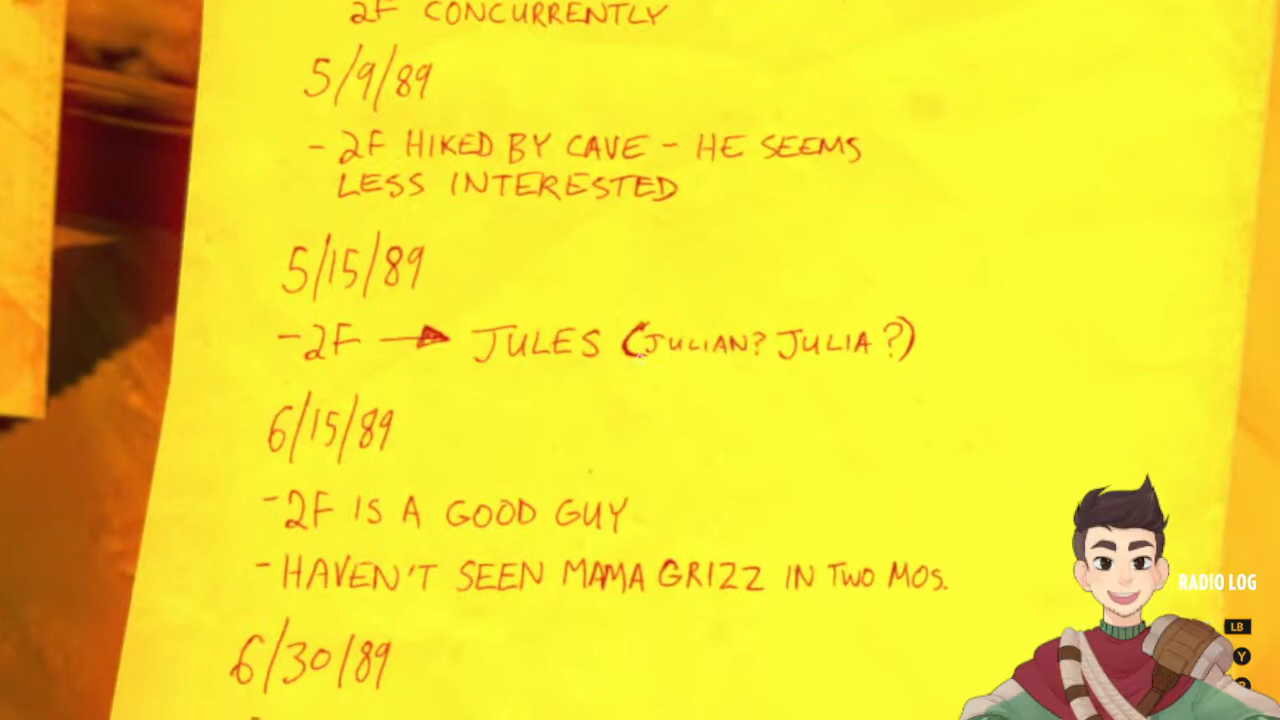 2F CONCURRENTLY
5/9/89
- 2F HIKED BY CAVE - HE SEEMS
LESS INTERESTED
5/15/89
-2F → JULES (JULIAN? JULIA?)
6/15/89
-2F IS A GOOD GUY
-HAVEN'T SEEN MAMA GRIZZ IN TWO MOS.
6/30/89
RADIO LOG
LB
Y